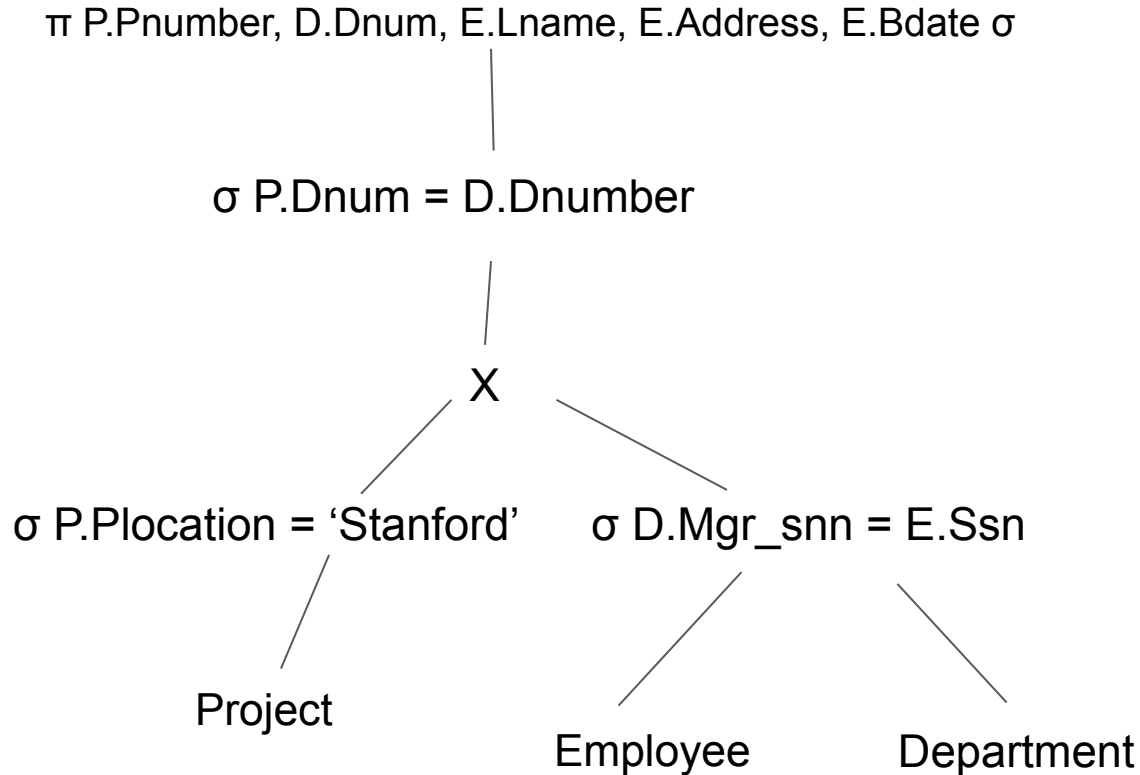 π P.Pnumber, D.Dnum, E.Lname, E.Address, E.Bdate σ
σ P.Dnum = D.Dnumber
X
σ P.Plocation = ‘Stanford’
σ D.Mgr_snn = E.Ssn
Project
Employee
Department